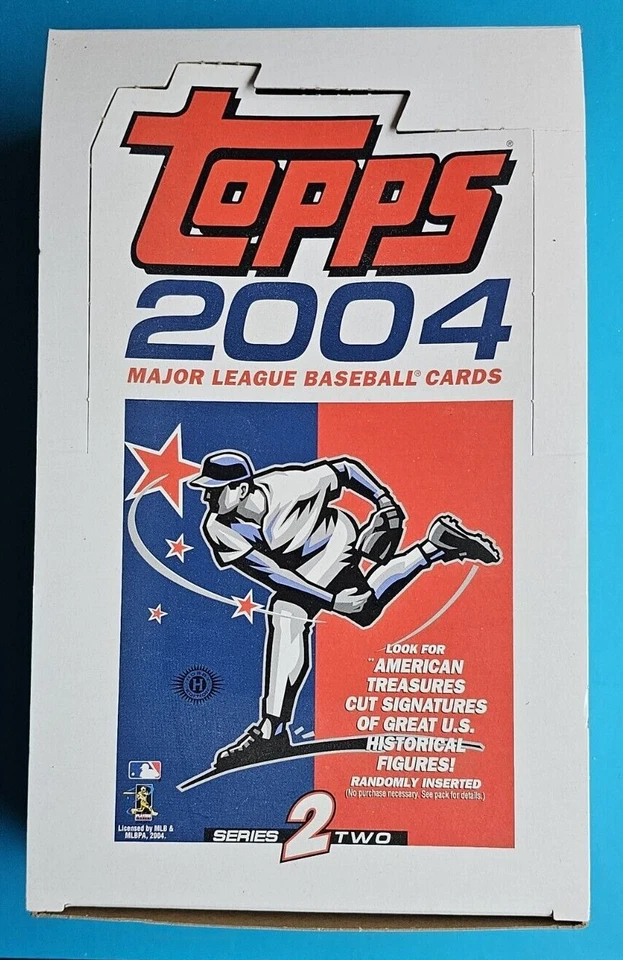 TOPPS®
2004
MAJOR LEAGUE BASEBALL® CARDS
LOOK FOR
"AMERICAN
TREASURES
CUT SIGNATURES
OF GREAT U.S.
HISTORICAL
FIGURES!
RANDOMLY INSERTED
(No purchase necessary. See pack for details.)
H
Licensed by MLB &
MLBPA, 2004.
SERIES 2 TWO